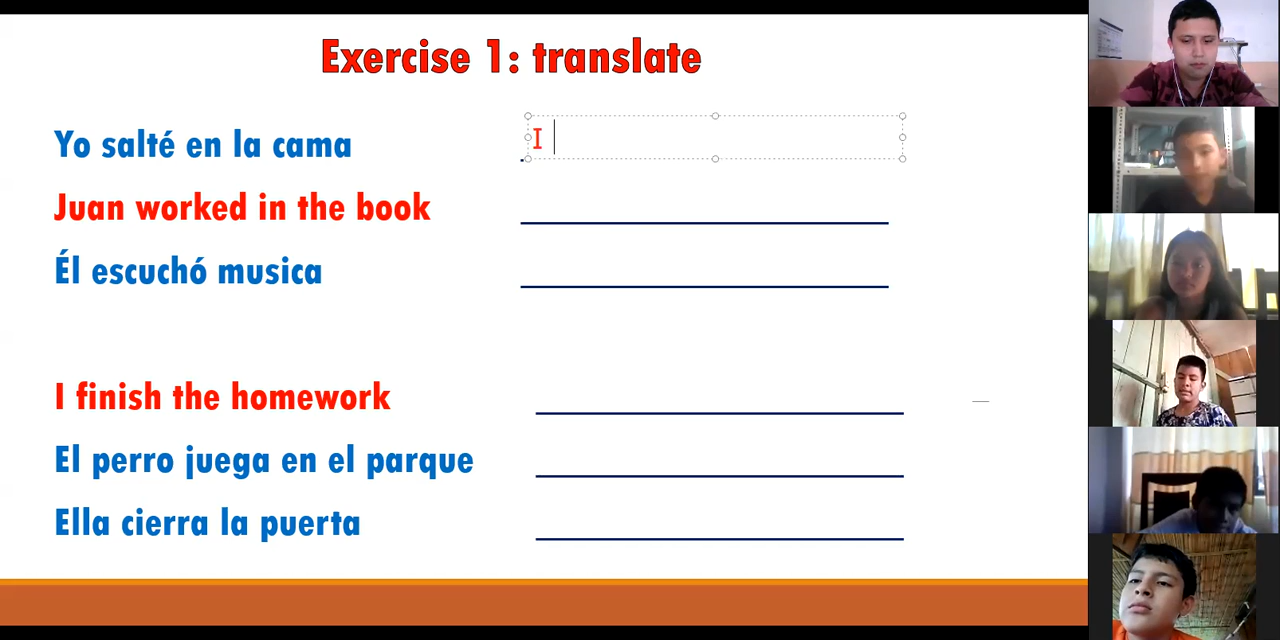 Exercise 1: translate
Yo salté en la cama
I
Juan worked in the book
Él escuchó musica
I finish the homework
El perro juega en el parque
Ella cierra la puerta